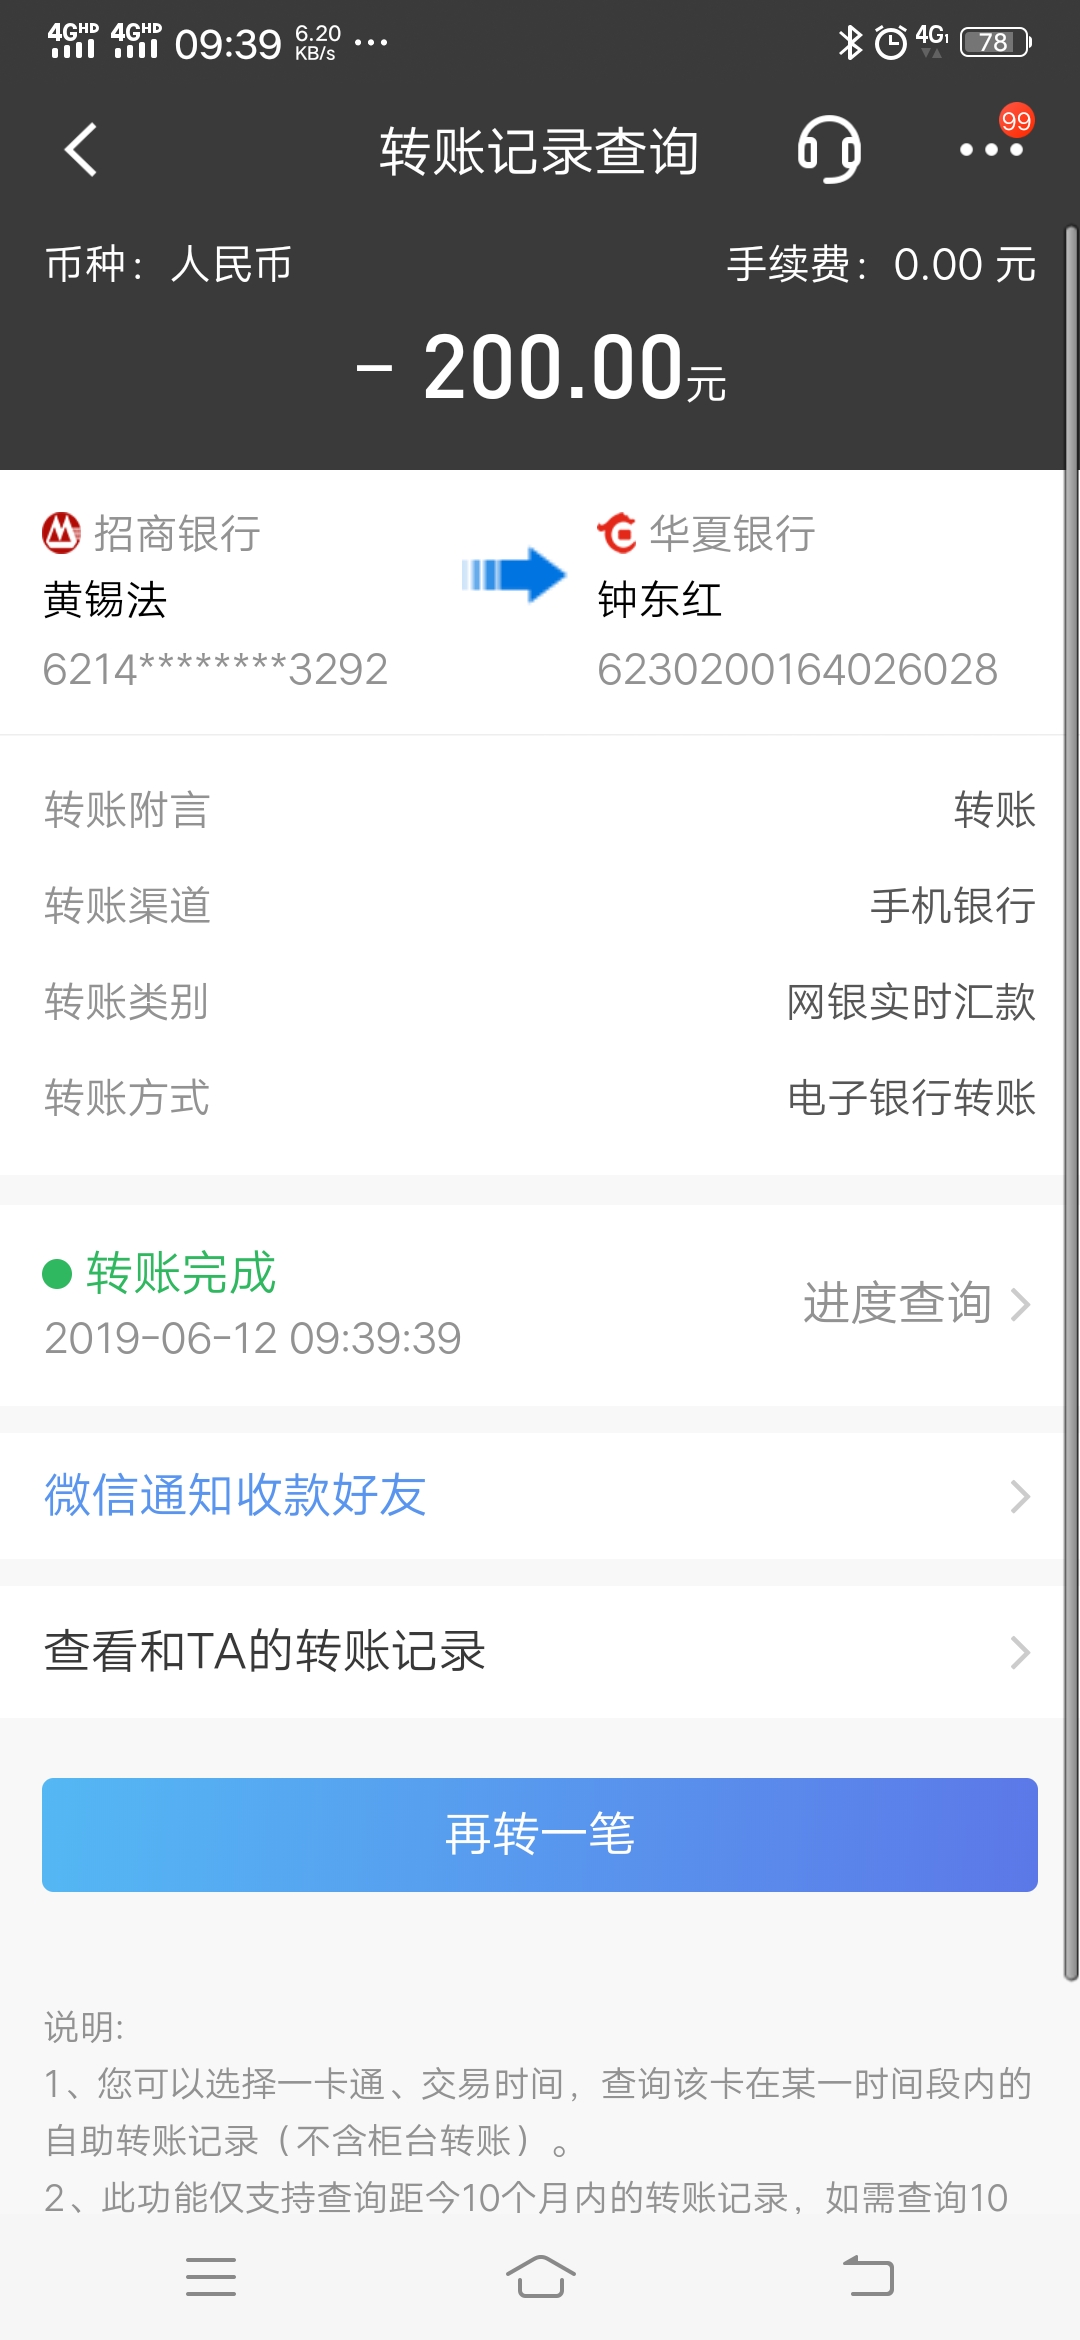 4GHD 4GHD 09:39 6.20 KB/s ... 4G1 78
转账记录查询 99
币种：人民币 手续费：0.00 元
- 200.00元
招商银行 华夏银行
黄锡法 钟东红
6214********3292 6230200164026028
转账附言 转账
转账渠道 手机银行
转账类别 网银实时汇款
转账方式 电子银行转账
转账完成
进度查询
2019-06-12 09:39:39
微信通知收款好友
查看和TA的转账记录
再转一笔
说明:
1、您可以选择一卡通、交易时间，查询该卡在某一时间段内的
自助转账记录（不含柜台转账）。
2、此功能仅支持查询距今10个月内的转账记录，如需查询10